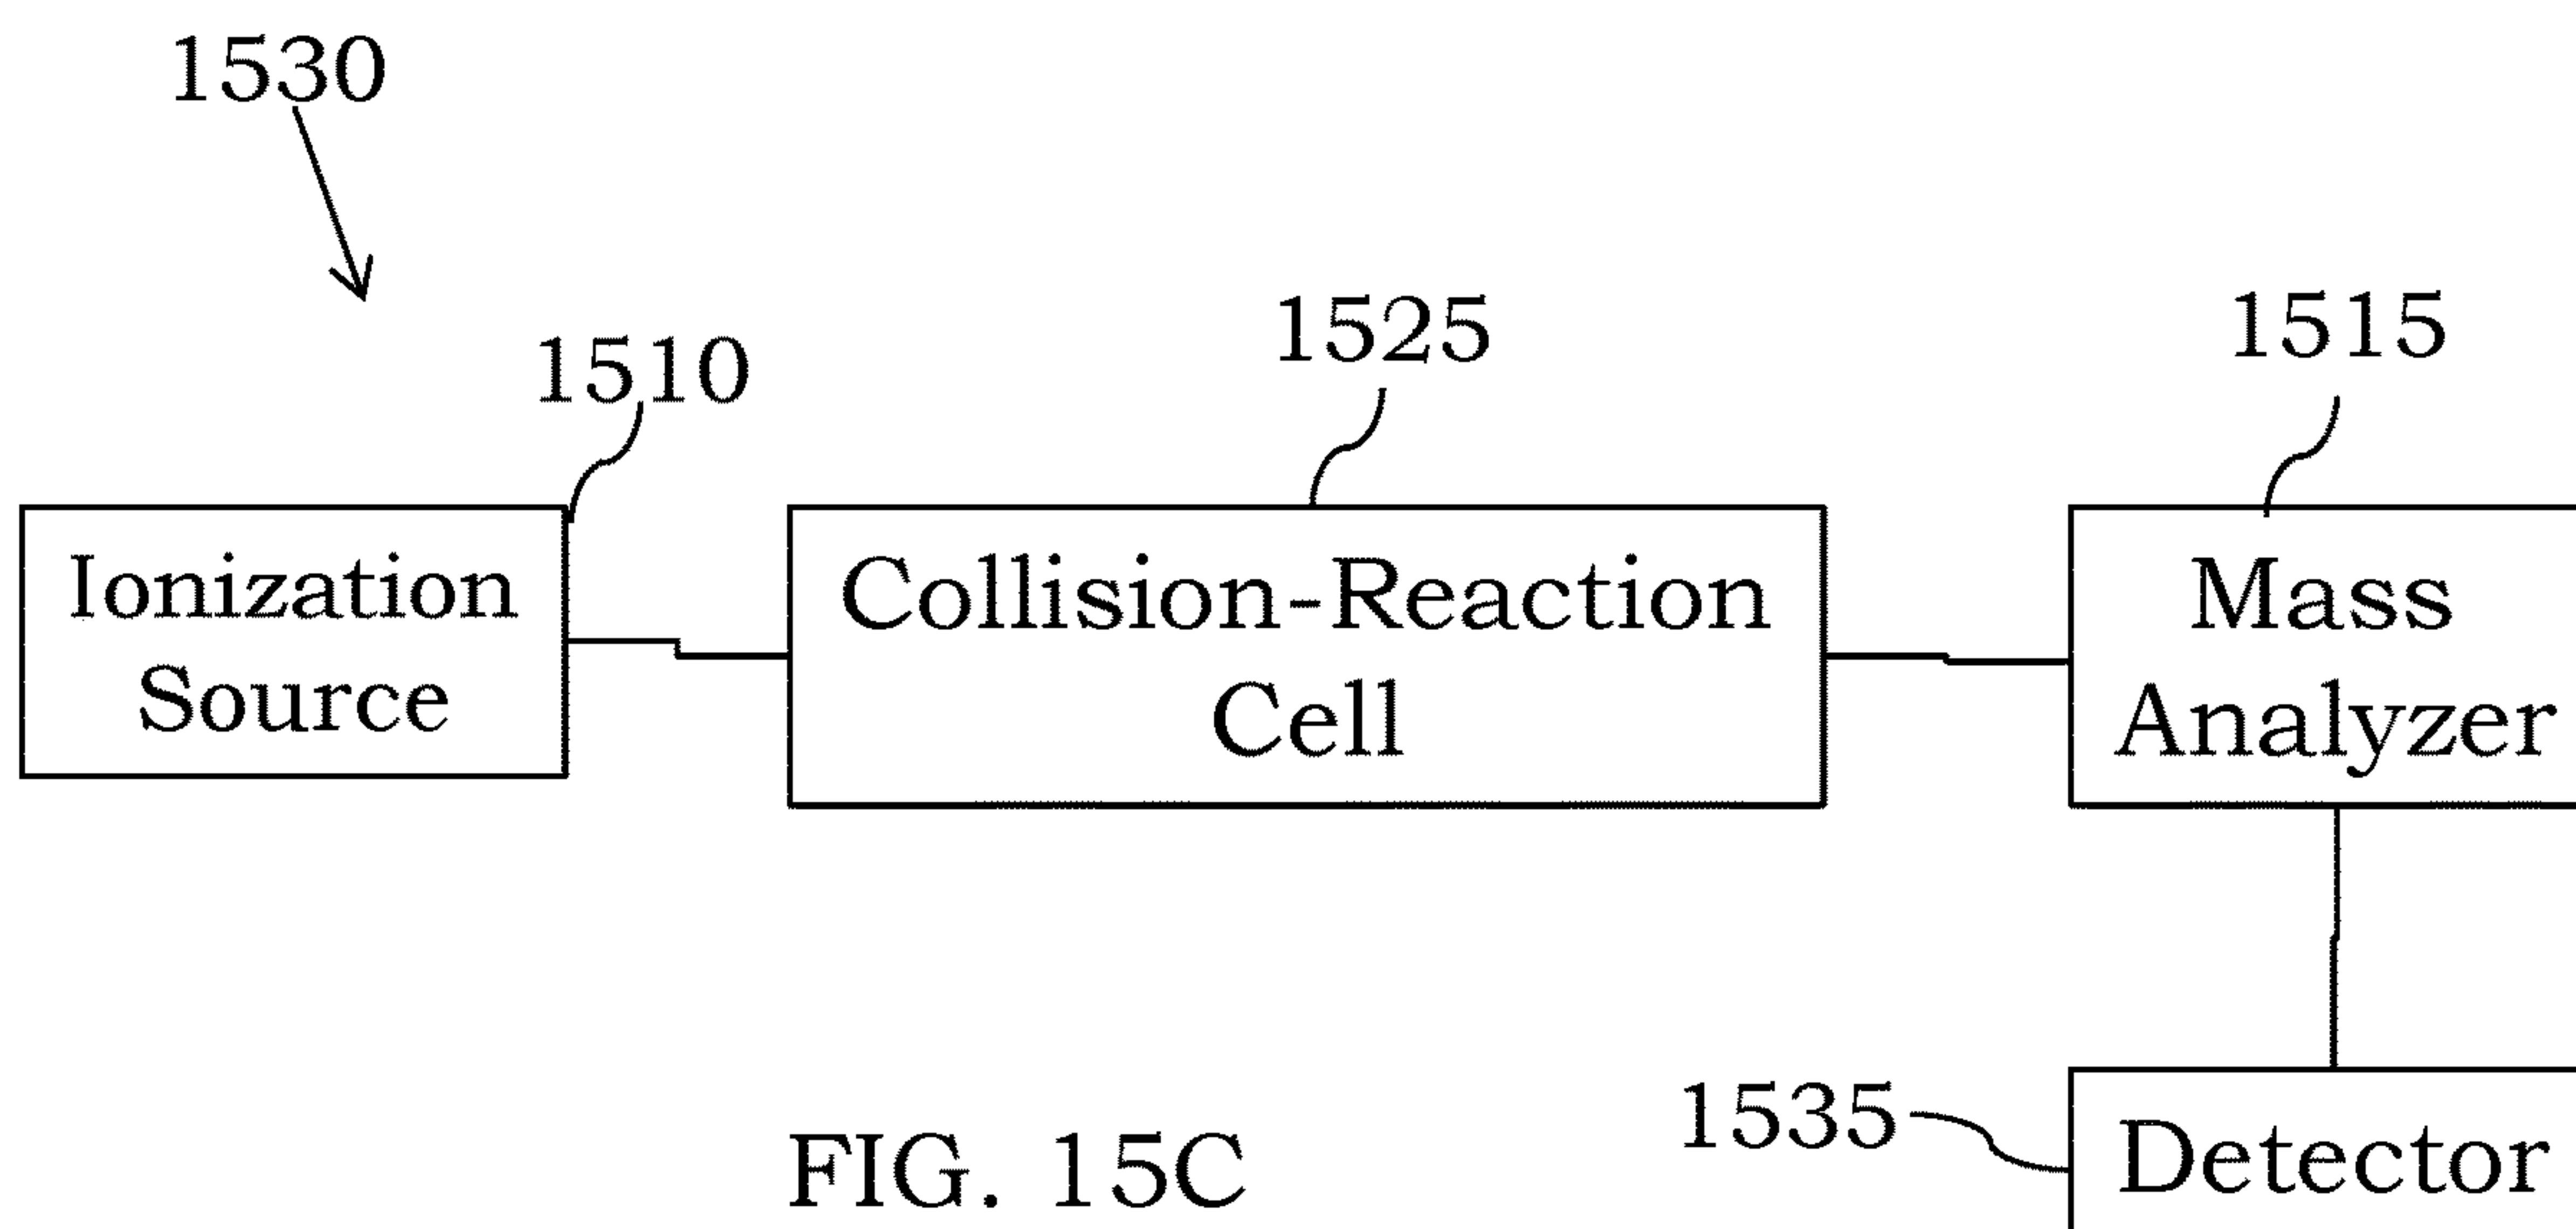 1530
1510
1525
1515
Ionization
Source
Collision-Reaction
Cell
Mass
Analyzer
1535
Detector
FIG. 15C